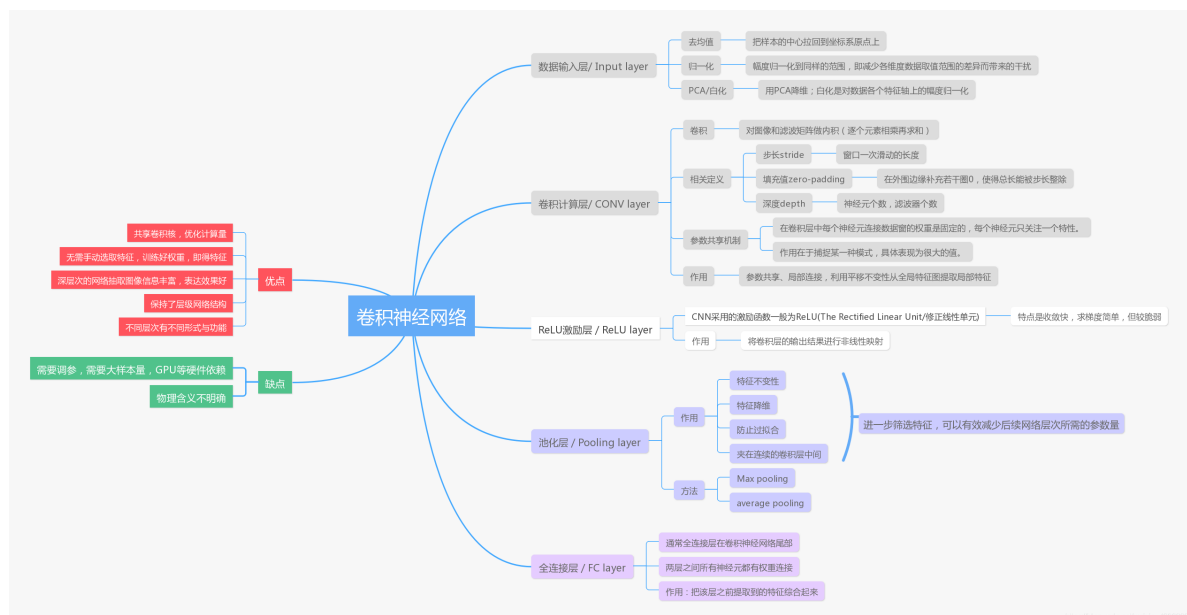 卷积神经网络
数据输入层/ Input layer
去均值
把样本的中心拉回到坐标系原点上
归一化
幅度归一化到同样的范围，即减少各维度数据取值范围的差异而带来的干扰
PCA/白化
用PCA降维；白化是对数据各个特征轴上的幅度归一化
卷积计算层/ CONV layer
卷积
对图像和滤波矩阵做内积（逐个元素相乘再求和）
相关定义
步长stride
窗口一次滑动的长度
填充值zero-padding
在外围边缘补充若干圈0，使得总长能被步长整除
深度depth
神经元个数，滤波器个数
参数共享机制
在卷积层中每个神经元连接数据窗的权重是固定的，每个神经元只关注一个特性。
作用在于捕捉某一种模式，具体表现为很大的值。
作用
参数共享、局部连接，利用平移不变性从全局特征图提取局部特征
ReLU激励层 / ReLU layer
CNN采用的激励函数一般为ReLU(The Rectified Linear Unit/修正线性单元)
特点是收敛快，求梯度简单，但较脆弱
作用
将卷积层的输出结果进行非线性映射
池化层 / Pooling layer
作用
特征不变性
特征降维
防止过拟合
夹在连续的卷积层中间
进一步筛选特征，可以有效减少后续网络层次所需的参数量
方法
Max pooling
average pooling
全连接层 / FC layer
通常全连接层在卷积神经网络尾部
两层之间所有神经元都有权重连接
作用：把该层之前提取到的特征综合起来
优点
共享卷积核，优化计算量
无需手动选取特征，训练好权重，即得特征
深层次的网络抽取图像信息丰富，表达效果好
保持了层级网络结构
不同层次有不同形式与功能
缺点
需要调参，需要大样本量，GPU等硬件依赖
物理含义不明确